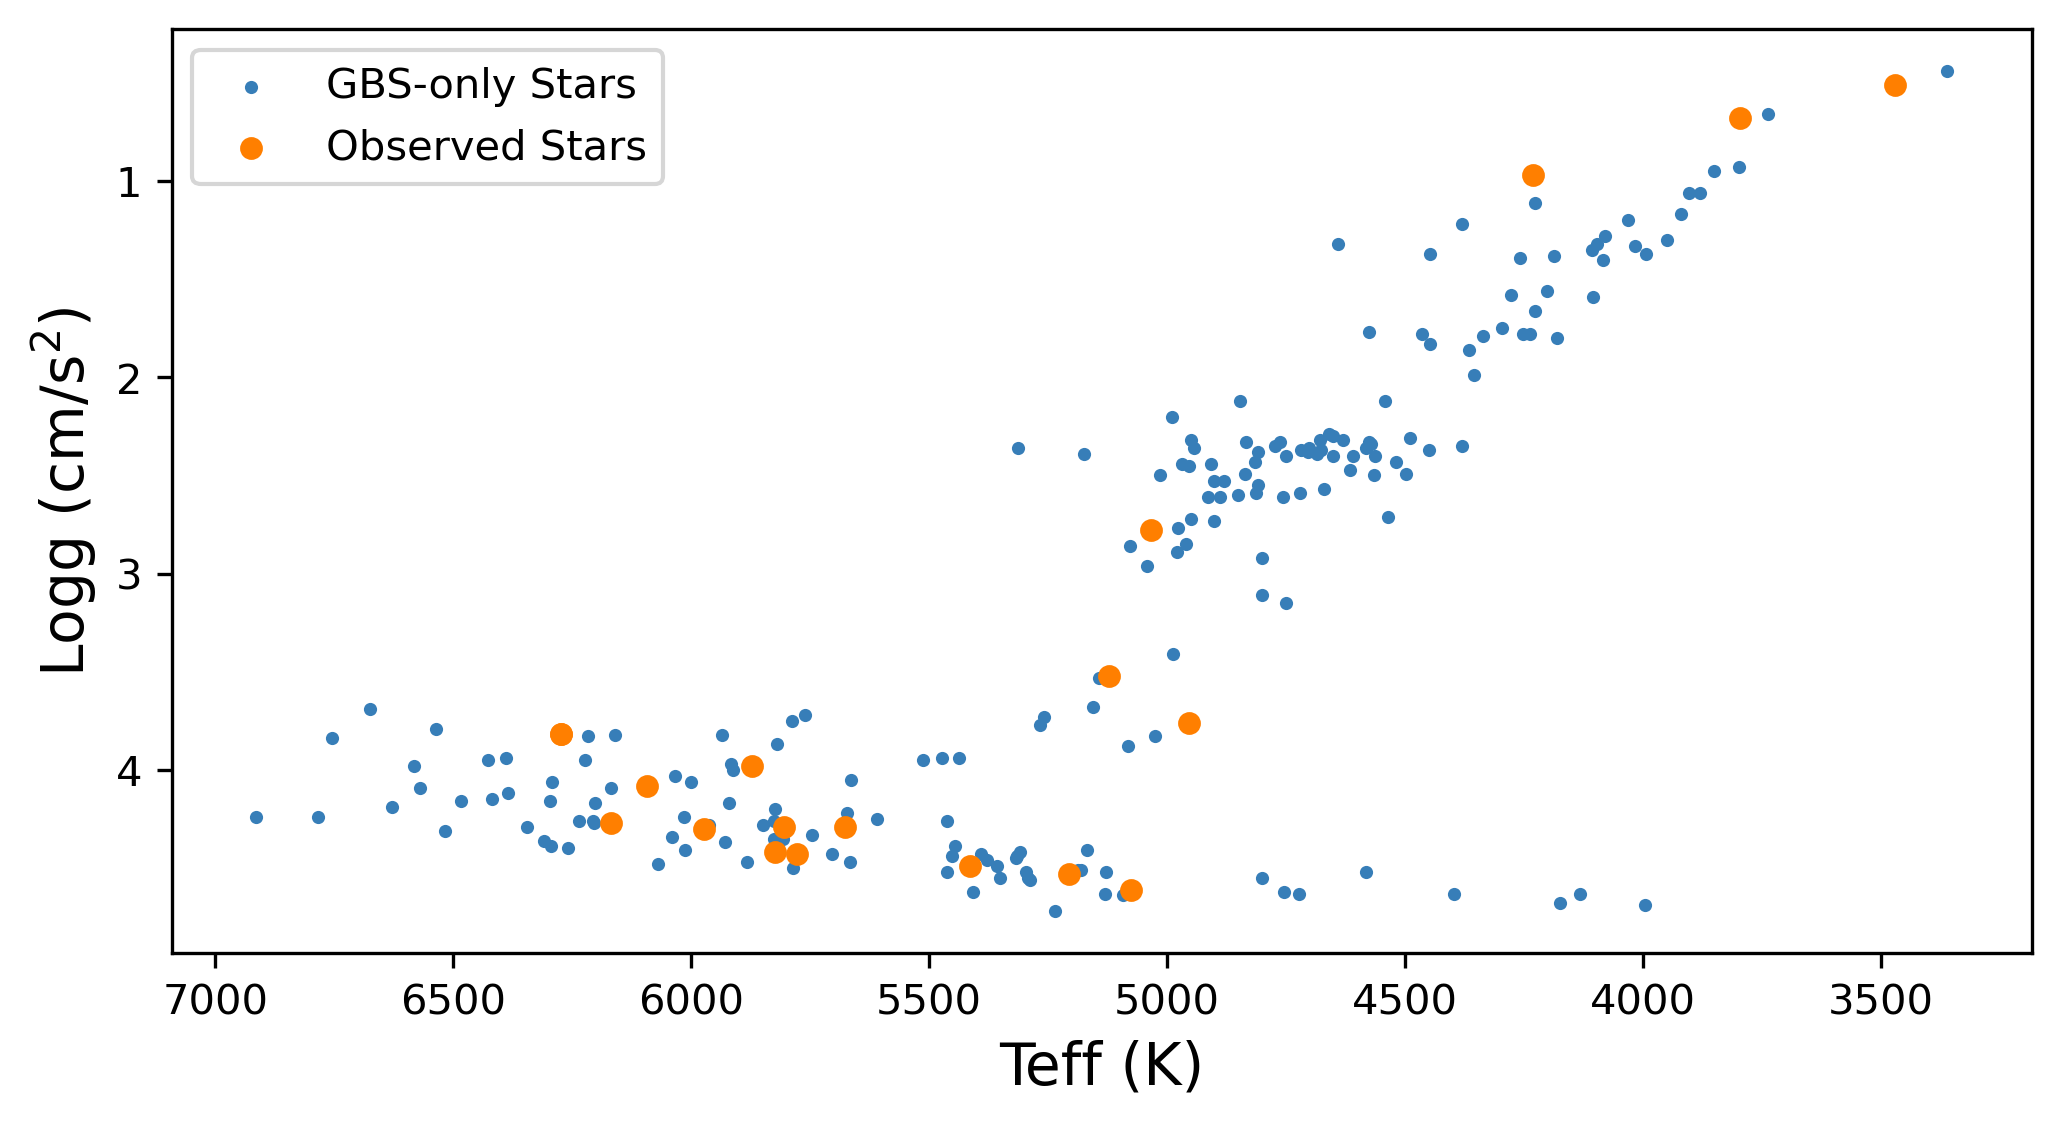 GBS-only Stars
Observed Stars
1
2
3
4
Logg (cm/s²)
7000 6500 6000 5500 5000 4500 4000 3500
Teff (K)